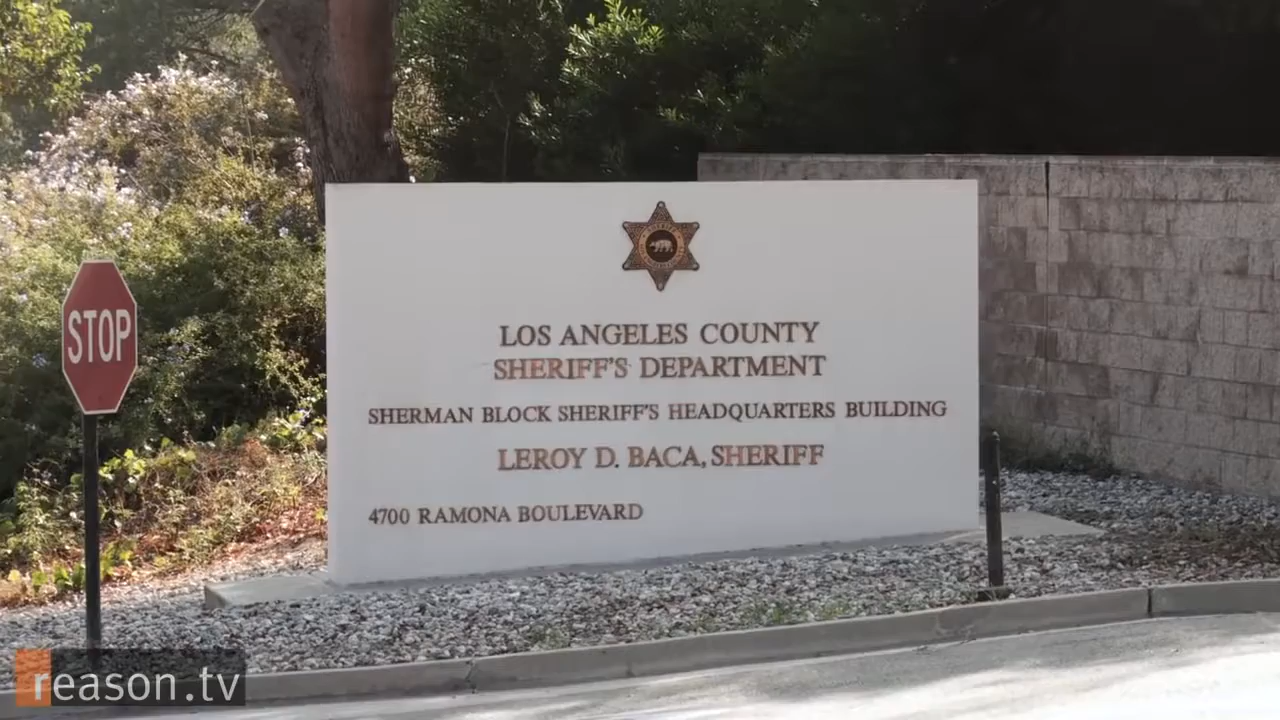 LOS ANGELES COUNTY
SHERIFF'S DEPARTMENT
SHERMAN BLOCK SHERIFF'S HEADQUARTERS BUILDING
LEROY D. BACA, SHERIFF
4700 RAMONA BOULEVARD
STOP
reason.tv